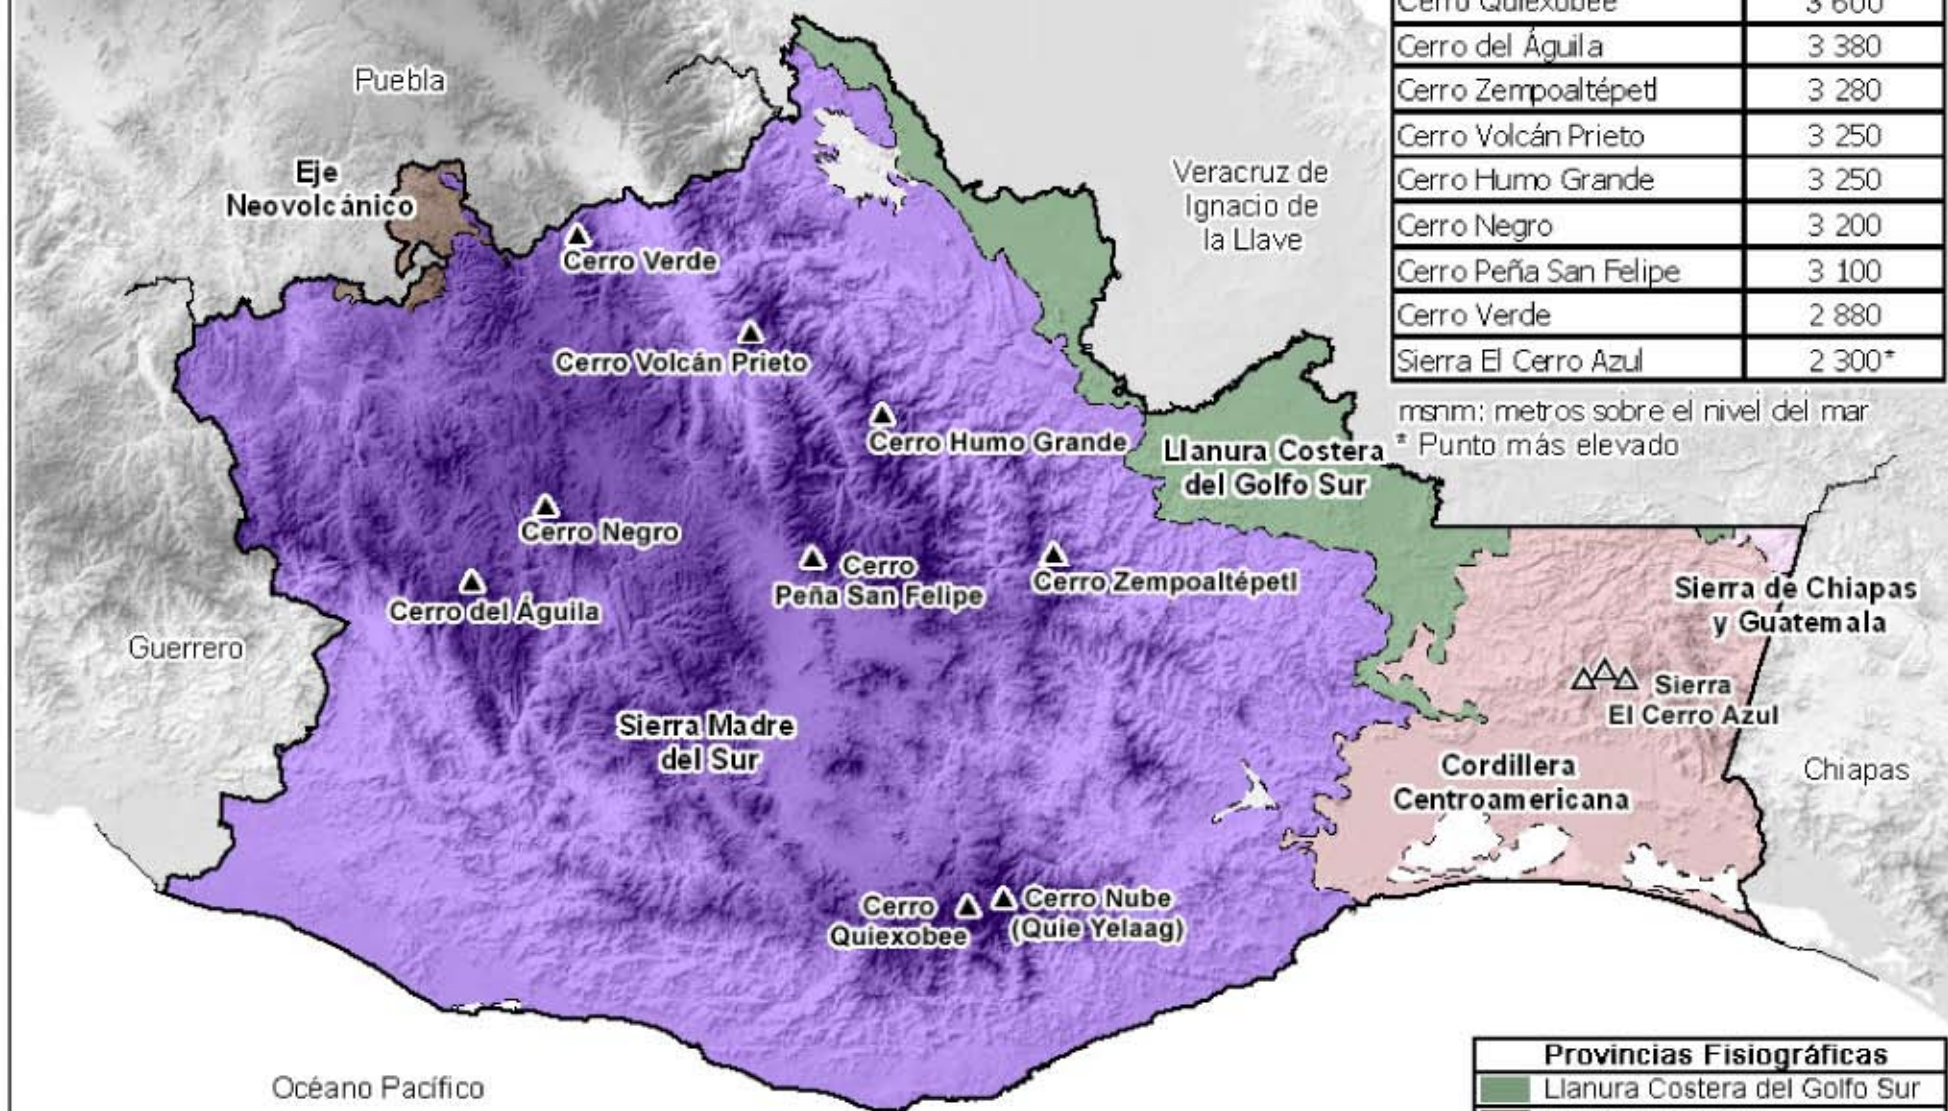 Cerro Quiexobee 3 600
Cerro del Águila 3 380
Cerro Zempoaltépetl 3 280
Cerro Volcán Prieto 3 250
Cerro Humo Grande 3 250
Cerro Negro 3 200
Cerro Peña San Felipe 3 100
Cerro Verde 2 880
Sierra El Cerro Azul 2 300*
msnm: metros sobre el nivel del mar
* Punto más elevado
Puebla
Eje
Neovolcánico
Veracruz de
Ignacio de
la Llave
Cerro Verde
Cerro Volcán Prieto
Cerro Humo Grande
Llanura Costera
del Golfo Sur
Cerro Negro
Cerro
Peña San Felipe
Cerro Zempoaltépetl
Cerro del Águila
Sierra de Chiapas
y Guatemala
Guerrero
Sierra
El Cerro Azul
Sierra Madre
del Sur
Cordillera
Centroamericana
Chiapas
Cerro
Quiexobee
Cerro Nube
(Quie Yelaag)
Océano Pacífico
Provincias Fisiográficas
Llanura Costera del Golfo Sur